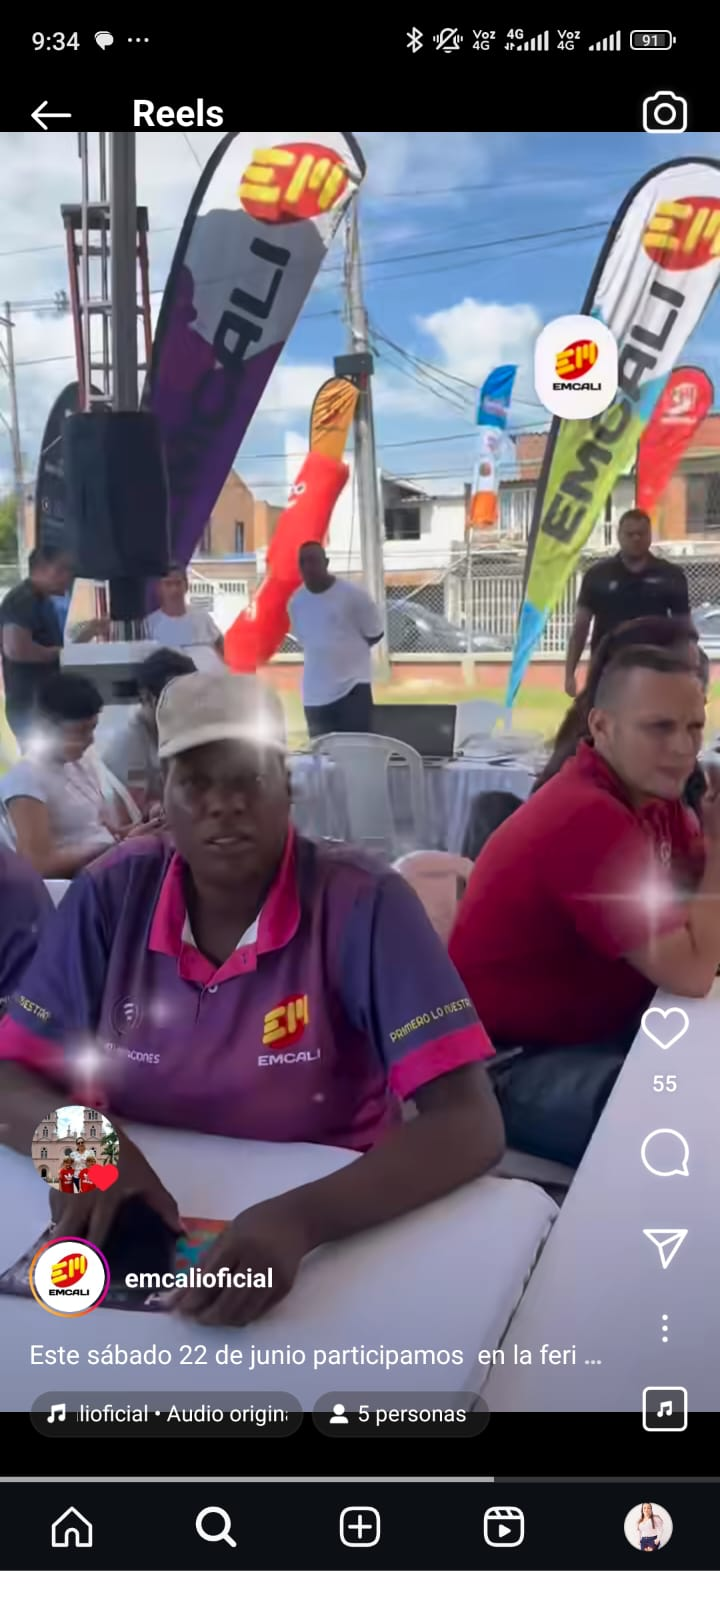 9:34
Voz
4G
4G
Voz
4G
91
Reels
EM
EMCALI
EM
EMCALI
EM
EMCALI
PRIMERO LO NUESTRO
EM
EMCALI
55
EM
EMCALI
emcalioficial
Este sábado 22 de junio participamos en la feri ...
lioficial • Audio origin
5 personas